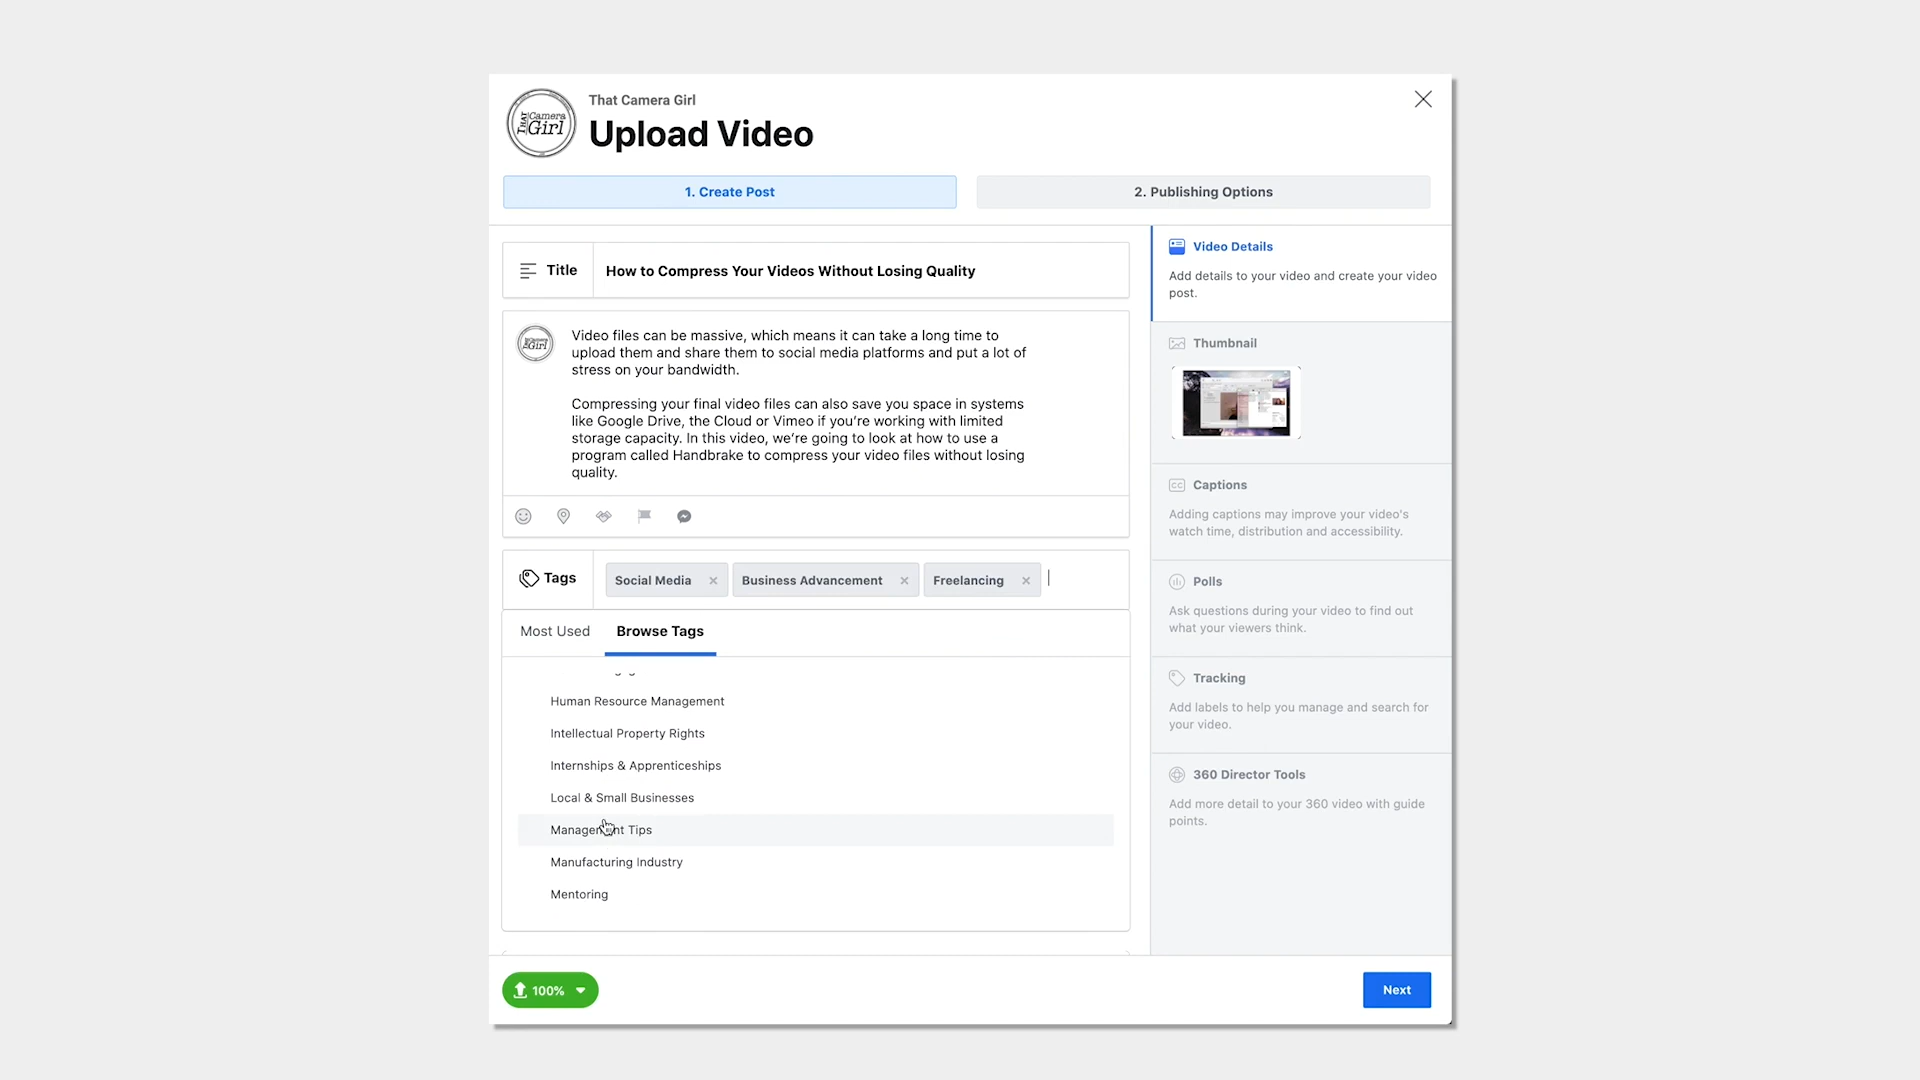 That Camera Girl
THAT Camera Girl
Upload Video
1. Create Post
2. Publishing Options
Title
How to Compress Your Videos Without Losing Quality
Video files can be massive, which means it can take a long time to
upload them and share them to social media platforms and put a lot of
stress on your bandwidth.
Compressing your final video files can also save you space in systems
like Google Drive, the Cloud or Vimeo if you're working with limited
storage capacity. In this video, we're going to look at how to use a
program called Handbrake to compress your video files without losing
quality.
Tags
Social Media
Business Advancement
Freelancing
Most Used
Browse Tags
Human Resource Management
Intellectual Property Rights
Internships & Apprenticeships
Local & Small Businesses
Management Tips
Manufacturing Industry
Mentoring
Video Details
Add details to your video and create your video
post.
Thumbnail
CC Captions
Adding captions may improve your video's
watch time, distribution and accessibility.
Polls
Ask questions during your video to find out
what your viewers think.
Tracking
Add labels to help you manage and search for
your video.
360 Director Tools
Add more detail to your 360 video with guide
points.
100%
Next